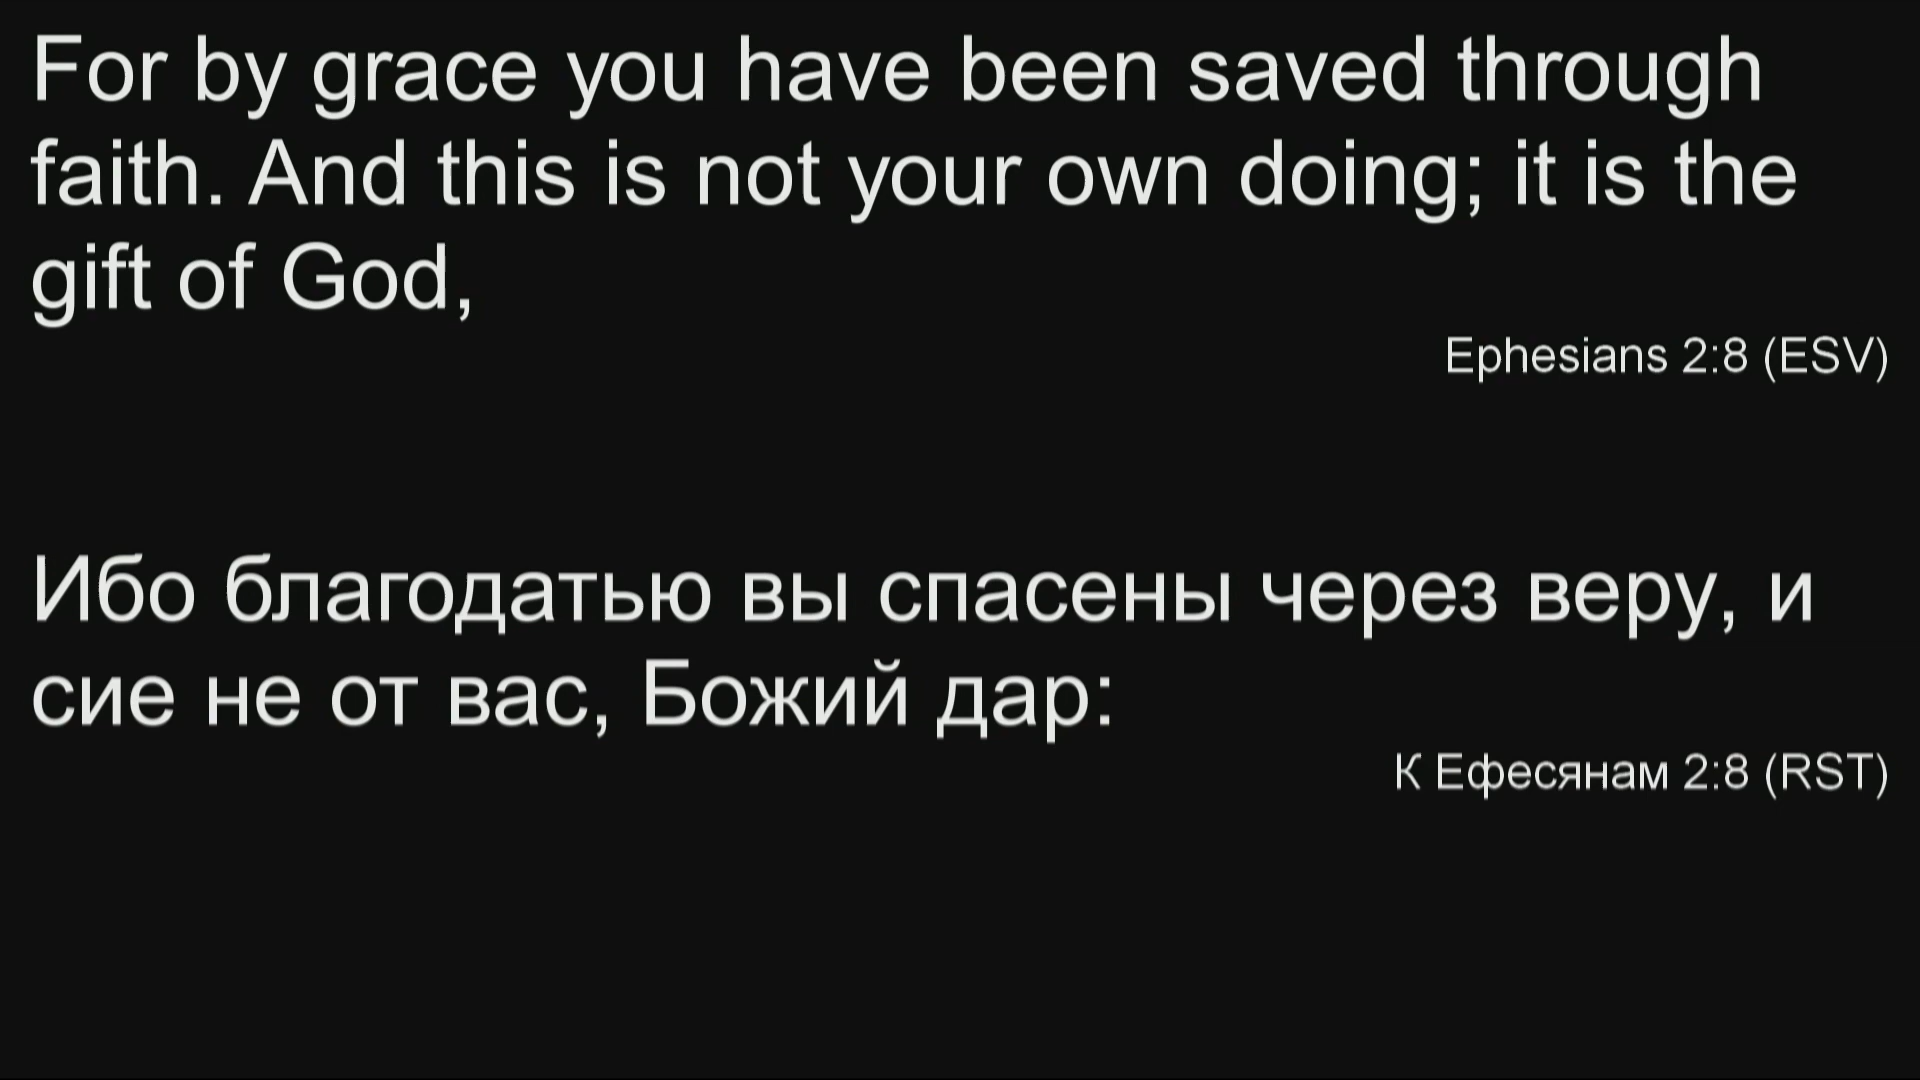 For by grace you have been saved through
faith. And this is not your own doing; it is the
gift of God,
Ephesians 2:8 (ESV)
Ибо благодатью вы спасены через веру, и
сие не от вас, Божий дар:
К Ефесянам 2:8 (RST)